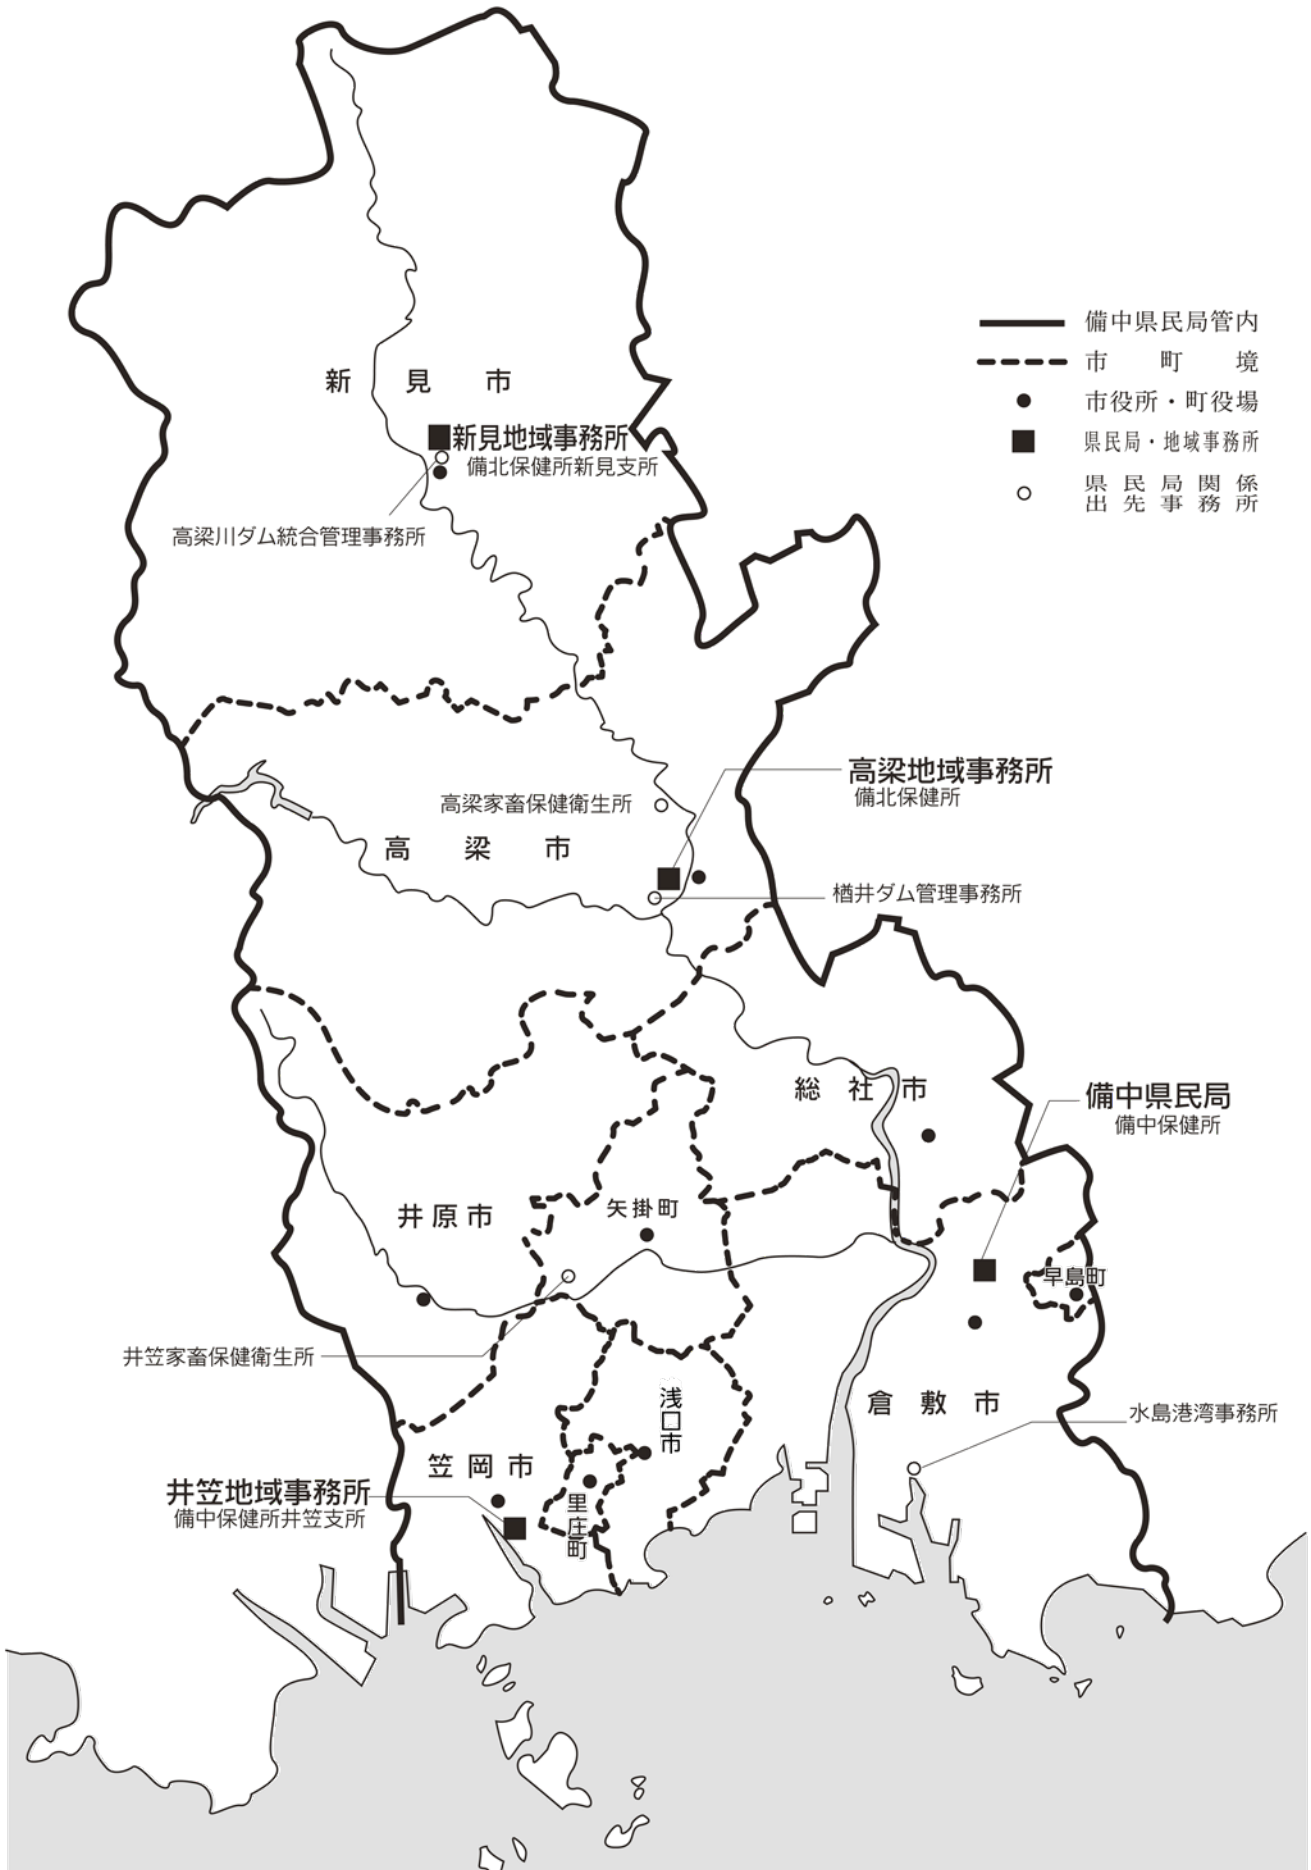 備中県民局管内
市町境
市役所・町役場
県民局・地域事務所
県民局関係
出先事務所
新見市
新見地域事務所
備北保健所新見支所
高梁川ダム統合管理事務所
高梁地域事務所
備北保健所
高梁家畜保健衛生所
高梁市
楢井ダム管理事務所
総社市
備中県民局
備中保健所
井原市
矢掛町
早島町
井笠家畜保健衛生所
浅口市
倉敷市
水島港湾事務所
笠岡市
井笠地域事務所
備中保健所井笠支所
里庄町